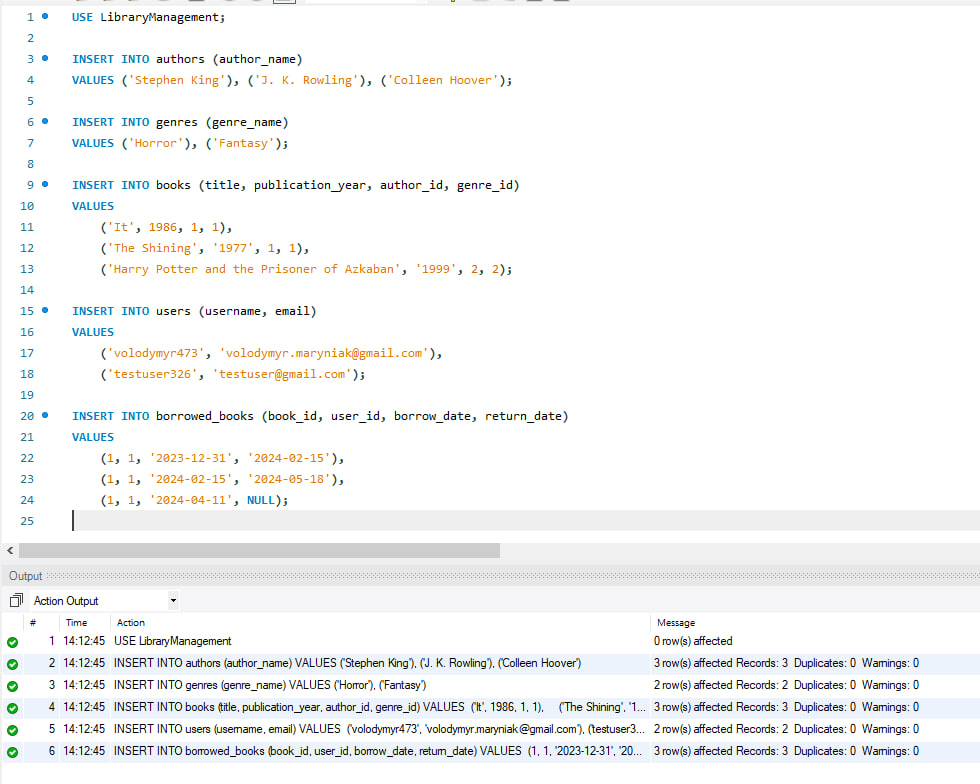 1 USE LibraryManagement;
2
3 INSERT INTO authors (author_name)
4 VALUES ('Stephen King'), ('J. K. Rowling'), ('Colleen Hoover');
5
6 INSERT INTO genres (genre_name)
7 VALUES ('Horror'), ('Fantasy');
8
9 INSERT INTO books (title, publication_year, author_id, genre_id)
10 VALUES
11 ('It', 1986, 1, 1),
12 ('The Shining', '1977', 1, 1),
13 ('Harry Potter and the Prisoner of Azkaban', '1999', 2, 2);
14
15 INSERT INTO users (username, email)
16 VALUES
17 ('volodymyr473', 'volodymyr.maryniak@gmail.com'),
18 ('testuser326', 'testuser@gmail.com');
19
20 INSERT INTO borrowed_books (book_id, user_id, borrow_date, return_date)
21 VALUES
22 (1, 1, '2023-12-31', '2024-02-15'),
23 (1, 1, '2024-02-15', '2024-05-18'),
24 (1, 1, '2024-04-11', NULL);
25
Output
Action Output
# Time Action Message
1 14:12:45 USE LibraryManagement 0 row(s) affected
2 14:12:45 INSERT INTO authors (author_name) VALUES ('Stephen King'), ('J. K. Rowling'), ('Colleen Hoover') 3 row(s) affected Records: 3 Duplicates: 0 Warnings: 0
3 14:12:45 INSERT INTO genres (genre_name) VALUES ('Horror'), ('Fantasy') 2 row(s) affected Records: 2 Duplicates: 0 Warnings: 0
4 14:12:45 INSERT INTO books (title, publication_year, author_id, genre_id) VALUES ('It', 1986, 1, 1), ('The Shining', '1... 3 row(s) affected Records: 3 Duplicates: 0 Warnings: 0
5 14:12:45 INSERT INTO users (username, email) VALUES ('volodymyr473', 'volodymyr.maryniak@gmail.com'), ('testuser3... 2 row(s) affected Records: 2 Duplicates: 0 Warnings: 0
6 14:12:45 INSERT INTO borrowed_books (book_id, user_id, borrow_date, return_date) VALUES (1, 1, '2023-12-31', '20... 3 row(s) affected Records: 3 Duplicates: 0 Warnings: 0